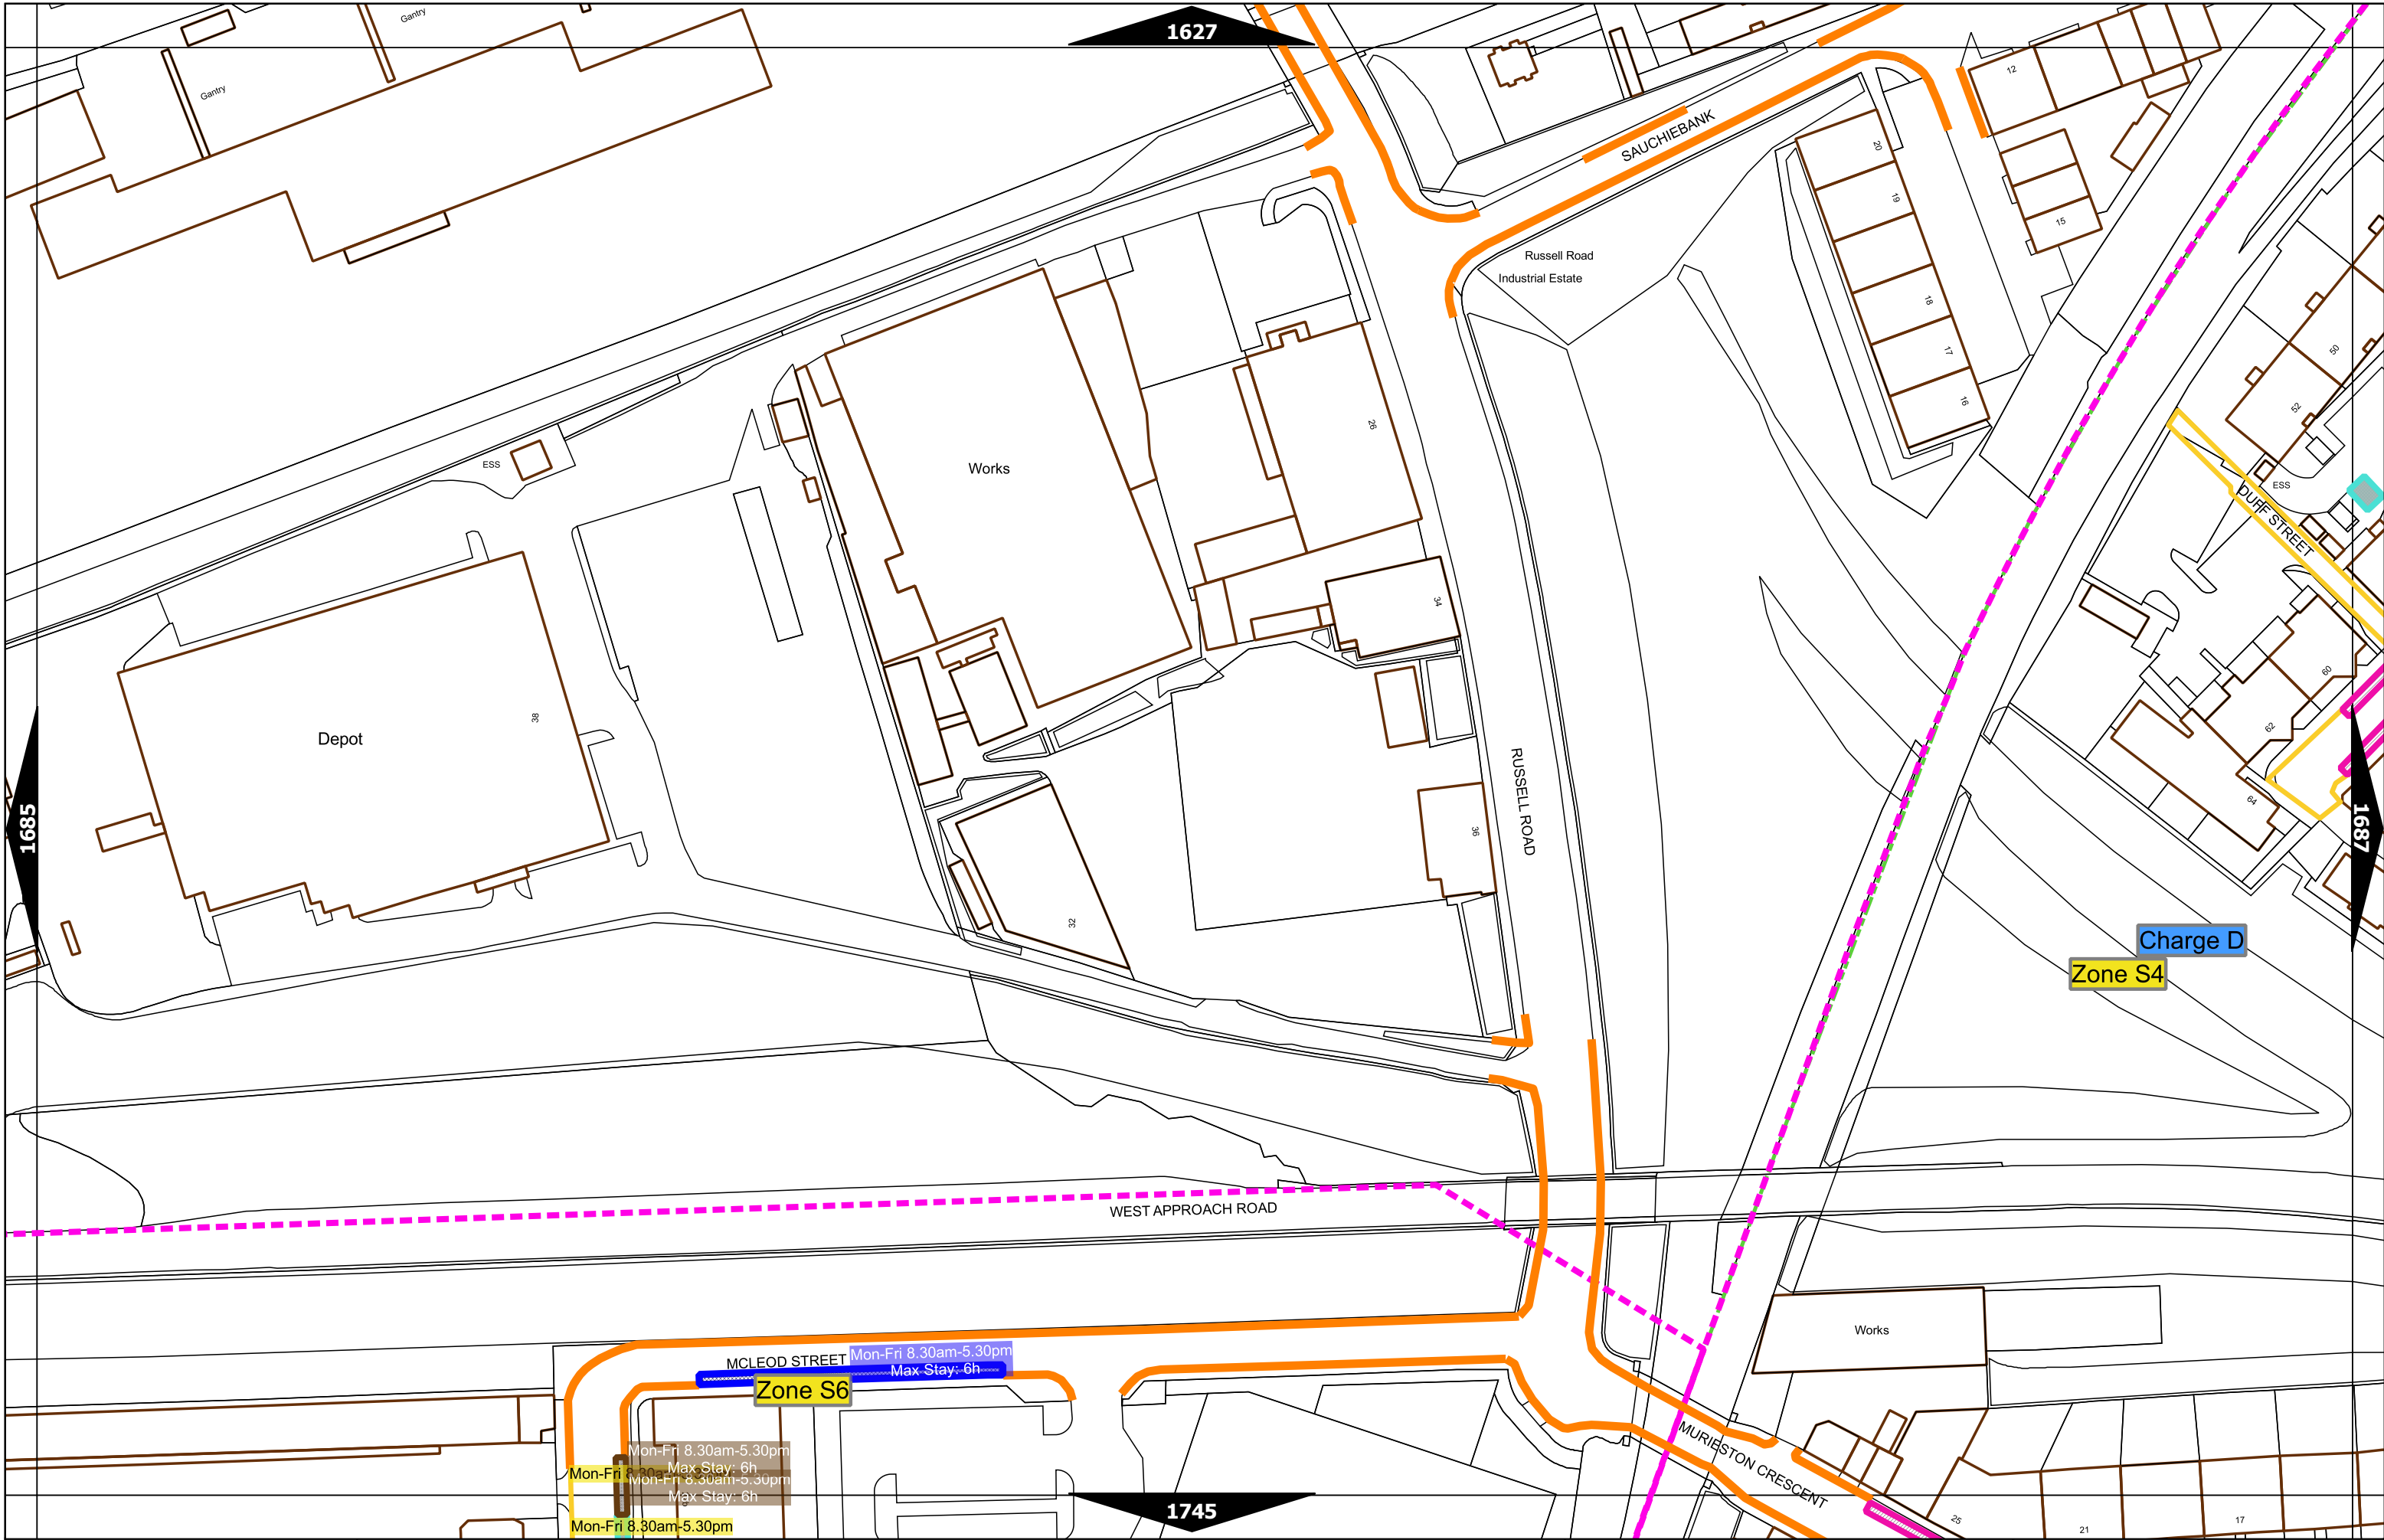 Gantry
1627
Gantry
12
SAUCHIEBANK
20
19
15
Russell Road
Industrial Estate
18
17
16
50
52
26
Works
ESS
ESS
DUFF STREET
34
60
62
64
38
Depot
RUSSELL ROAD
36
1685
1687
32
Charge D
Zone S4
WEST APPROACH ROAD
Works
MCLEOD STREET
Mon-Fri 8.30am-5.30pm
Max Stay: 6h
Zone S6
MURIESTON CRESCENT
Mon-Fri 8.30am-5.30pm
Max Stay: 6h
Mon-Fri 8.30am-5.30pm
Max Stay: 6h
Mon-Fri
1745
Mon-Fri 8.30am-5.30pm
25
21
17